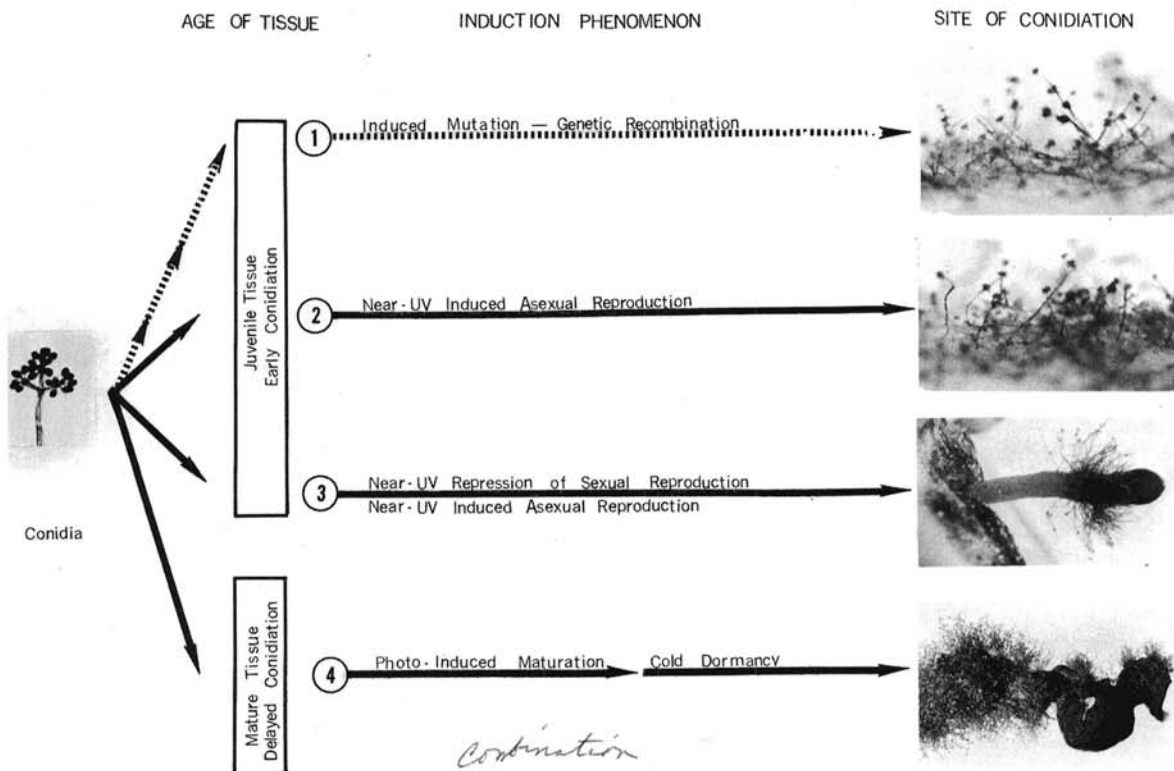 AGE OF TISSUE INDUCTION PHENOMENON SITE OF CONIDIATION
1 Induced Mutation — Genetic Recombination
Juvenile Tissue
Early Conidiation
2 Near-UV Induced Asexual Reproduction
3 Near-UV Repression of Sexual Reproduction
Near-UV Induced Asexual Reproduction
Conidia
Mature Tissue
Delayed Conidiation
4 Photo-Induced Maturation Cold Dormancy
Combination